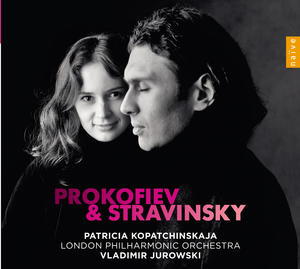 naïve
PROKOFIEV
& STRAVINSKY
PATRICIA KOPATCHINSKAJA
LONDON PHILHARMONIC ORCHESTRA
VLADIMIR JUROWSKI